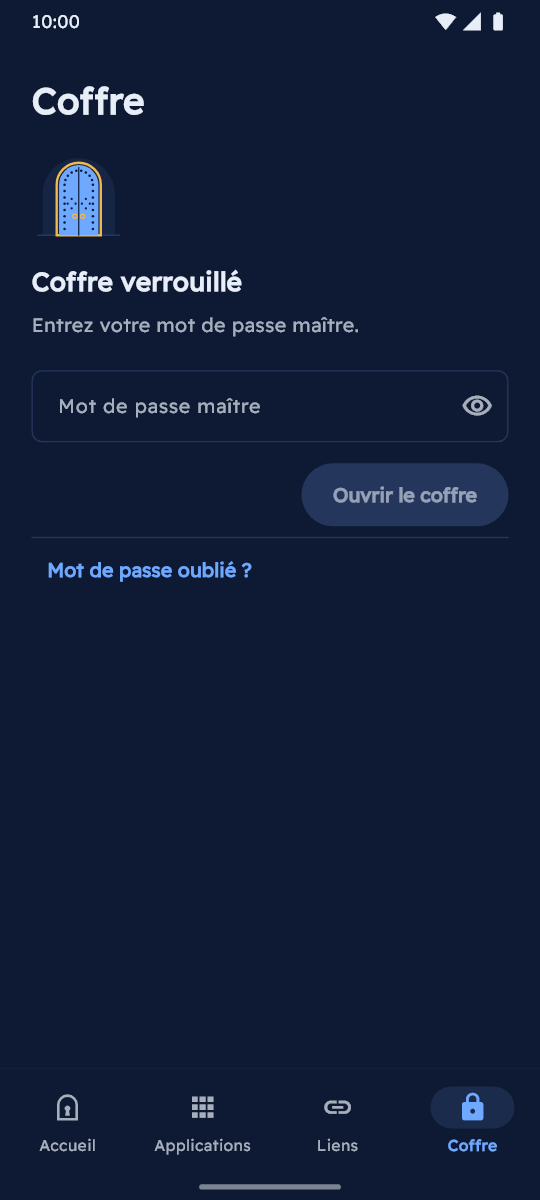 10:00
Coffre
Coffre verrouillé
Entrez votre mot de passe maître.
Mot de passe maître
Ouvrir le coffre
Mot de passe oublié ?
Accueil
Applications
Liens
Coffre